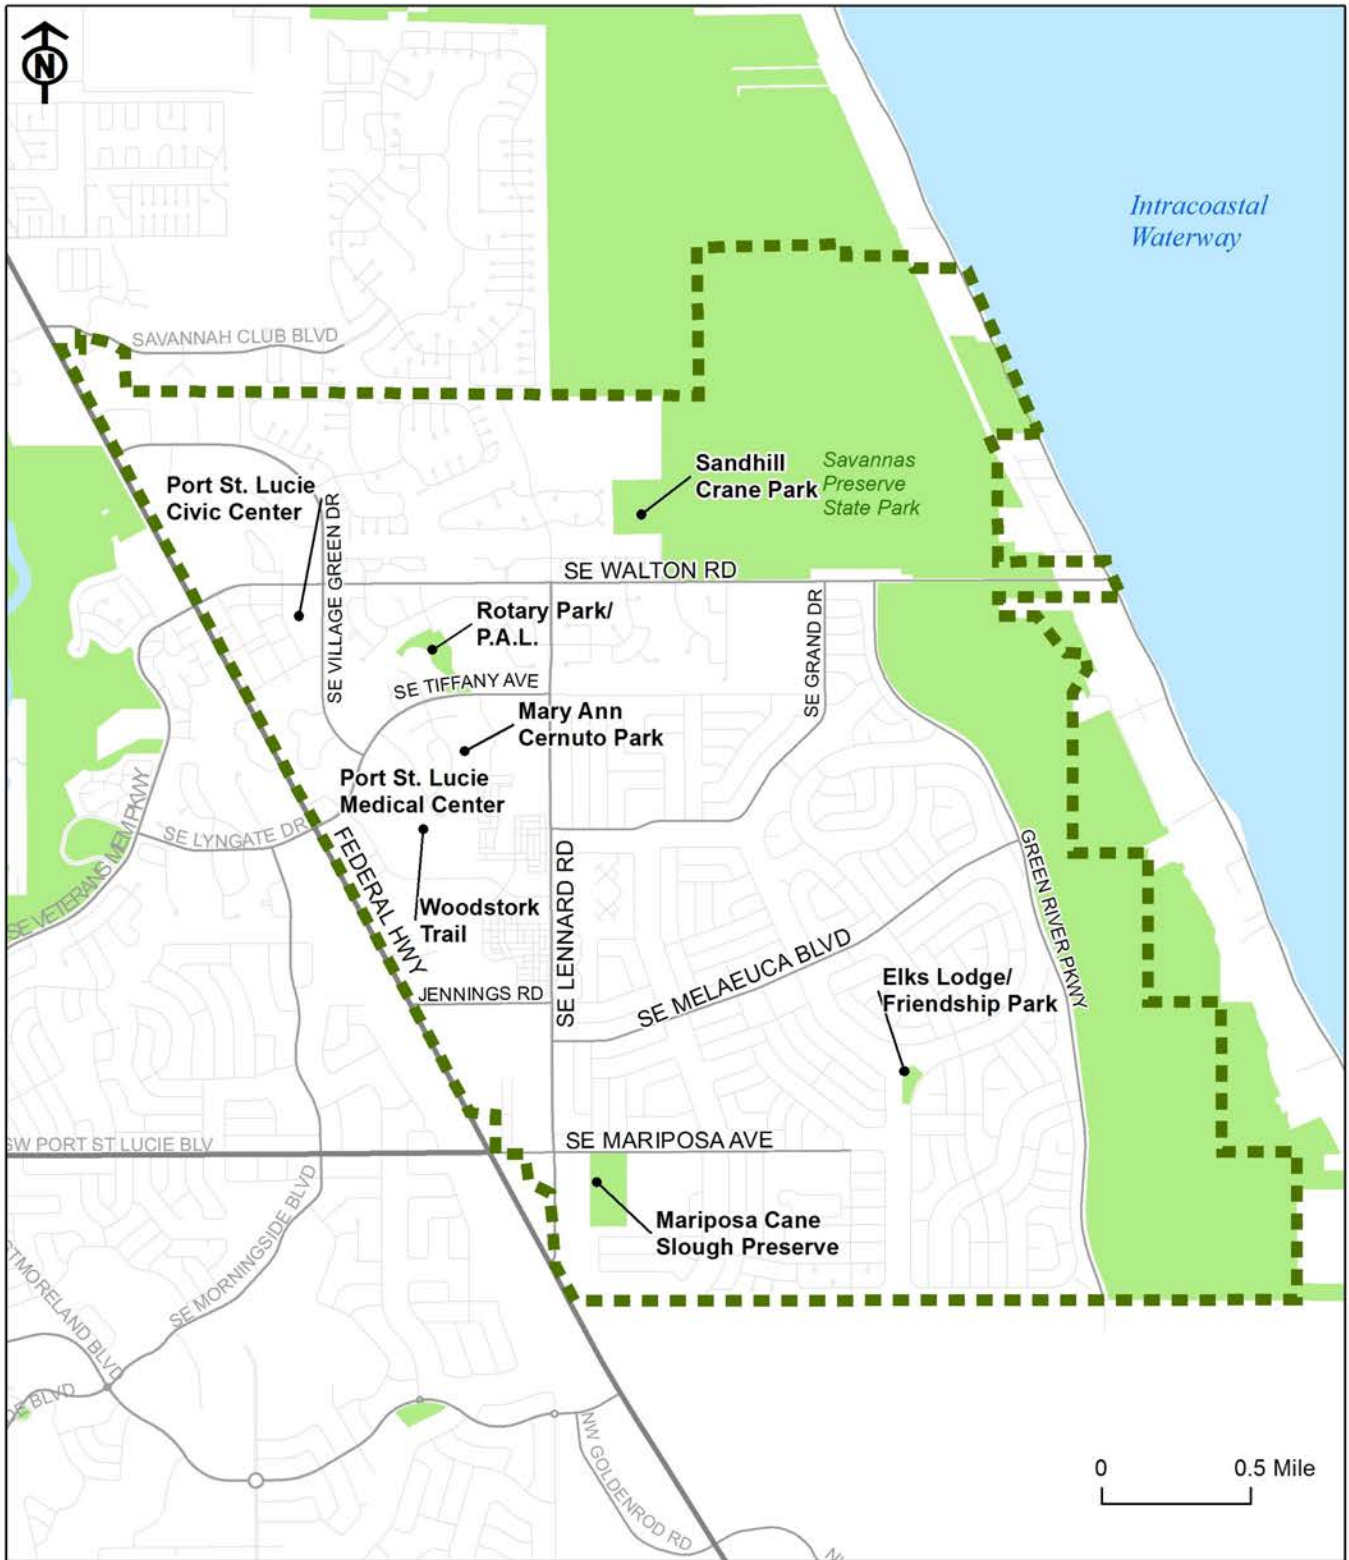 N
Intracoastal
Waterway
SAVANNAH CLUB BLVD
Sandhill
Crane Park
Savannas
Preserve
State Park
Port St. Lucie
Civic Center
SE VILLAGE GREEN DR
SE WALTON RD
Rotary Park/
P.A.L.
SE GRAND DR
SE TIFFANY AVE
Mary Ann
Cernuto Park
Port St. Lucie
Medical Center
SE VETERANS MEM PKWY
SE LYNGATE DR
FEDERAL HWY
SE LENNARD RD
GREEN RIVER PKWY
Woodstork
Trail
SE MELAEUCA BLVD
JENNINGS RD
Elks Lodge/
Friendship Park
SW PORT ST LUCIE BLV
SE MARIPOSA AVE
Mariposa Cane
Slough Preserve
SE MORNINGSIDE BLVD
STMORELAND BLVD
DE BLVD
NW GOLDENROD RD
0 0.5 Mile